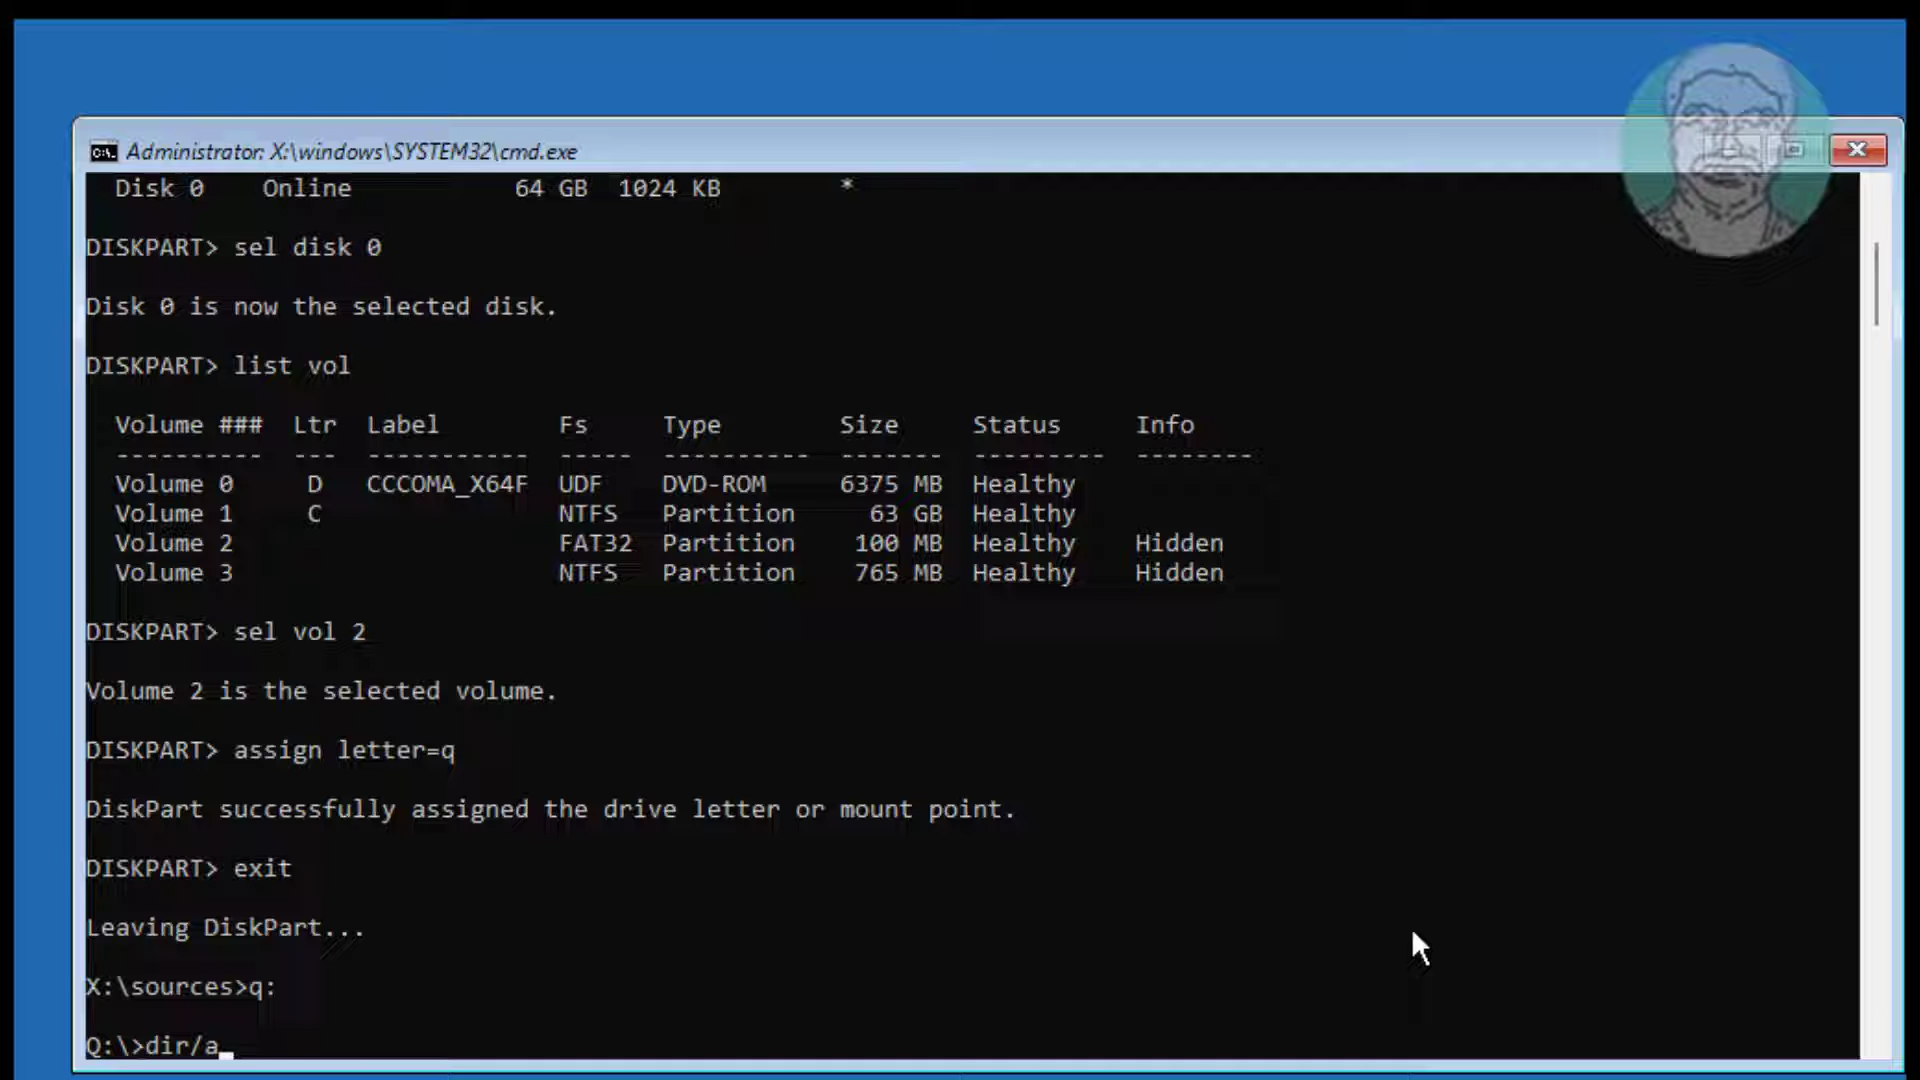 Administrator: X:\windows\SYSTEM32\cmd.exe
Disk 0    Online           64 GB  1024 KB        *
DISKPART> sel disk 0
Disk 0 is now the selected disk.
DISKPART> list vol
Volume ###  Ltr  Label        Fs     Type        Size     Status     Info
----------  ---  -----------  -----  ----------  -------  ---------  --------
Volume 0     D   CCCOMA_X64F  UDF    DVD-ROM     6375 MB  Healthy
Volume 1     C                NTFS   Partition     63 GB  Healthy
Volume 2                      FAT32  Partition    100 MB  Healthy    Hidden
Volume 3                      NTFS   Partition    765 MB  Healthy    Hidden
DISKPART> sel vol 2
Volume 2 is the selected volume.
DISKPART> assign letter=q
DiskPart successfully assigned the drive letter or mount point.
DISKPART> exit
Leaving DiskPart...
X:\sources>q:
Q:\>dir/a